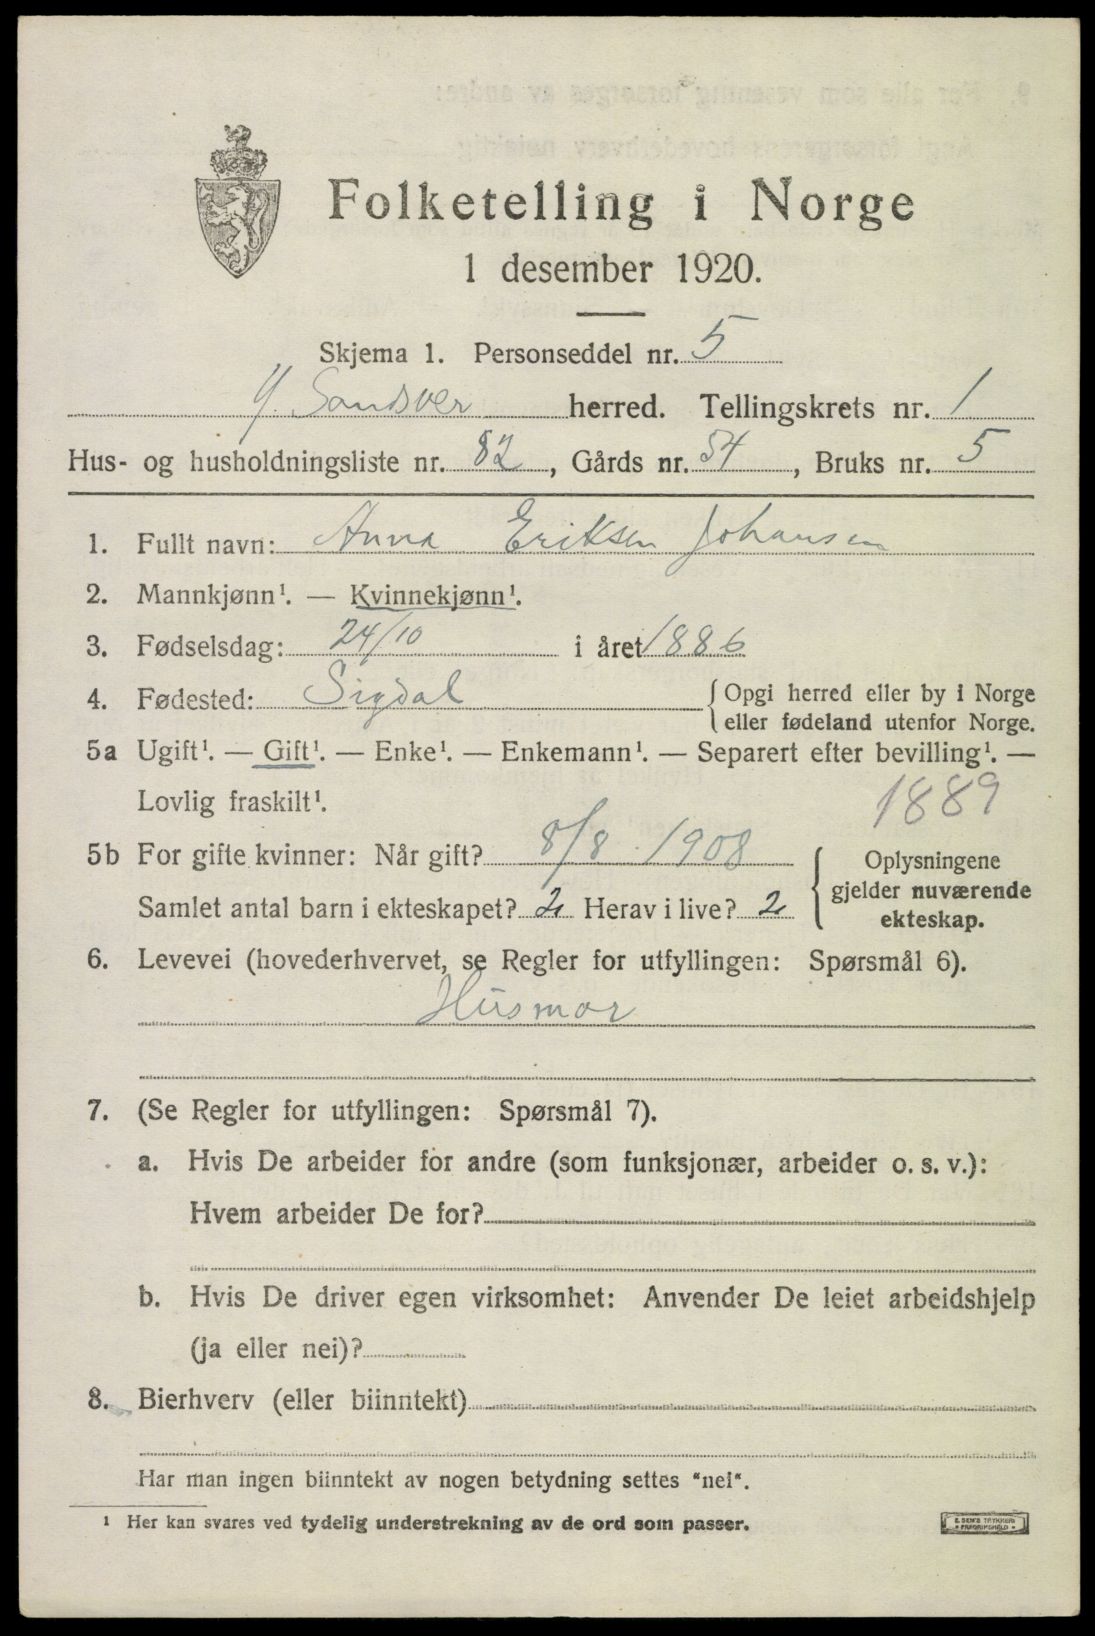 Folketelling i Norge
1 desember 1920.
Skjema 1. Personseddel nr. 5
Y. Sandsver herred. Tellingskrets nr. 1
Hus- og husholdningsliste nr. 82, Gårds nr. 54, Bruks nr. 5
1. Fullt navn: Anna Eriksen Johansen
2. Mannkjønn¹. — Kvinnekjønn¹.
3. Fødselsdag: 24/10 i året 1886
4. Fødested: Sigdal {Opgi herred eller by i Norge
eller fødeland utenfor Norge.
5a Ugift¹. — Gift¹. — Enke¹. — Enkemann¹. — Separert efter bevilling¹. —
Lovlig fraskilt¹. 1889
5b For gifte kvinner: Når gift? 8/8 1908
Samlet antal barn i ekteskapet? 2 Herav i live? 2
{Oplysningene
gjelder nuværende
ekteskap.
6. Levevei (hovederhvervet, se Regler for utfyllingen: Spørsmål 6).
Husmor
7. (Se Regler for utfyllingen: Spørsmål 7).
a. Hvis De arbeider for andre (som funksjonær, arbeider o. s. v.):
Hvem arbeider De for?
b. Hvis De driver egen virksomhet: Anvender De leiet arbeidshjelp
(ja eller nei)?
8. Bierhverv (eller biinntekt)
Har man ingen biinntekt av nogen betydning settes "nei".
¹ Her kan svares ved tydelig understrekning av de ord som passer.